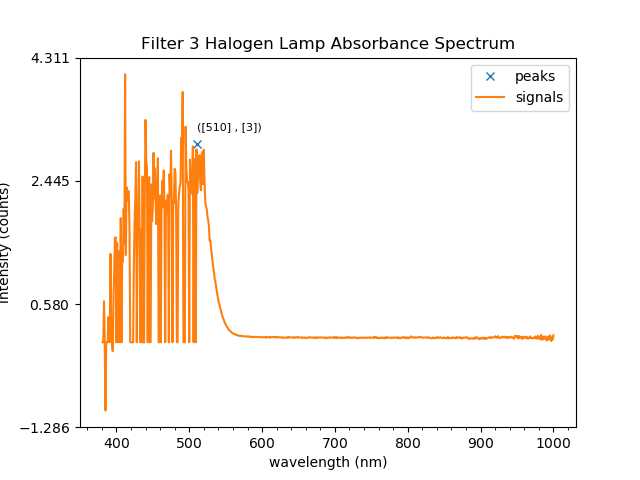 Filter 3 Halogen Lamp Absorbance Spectrum
4.311
peaks
signals
([510] , [3])
2.445
intensity (counts)
0.580
−1.286
400 500 600 700 800 900 1000
wavelength (nm)